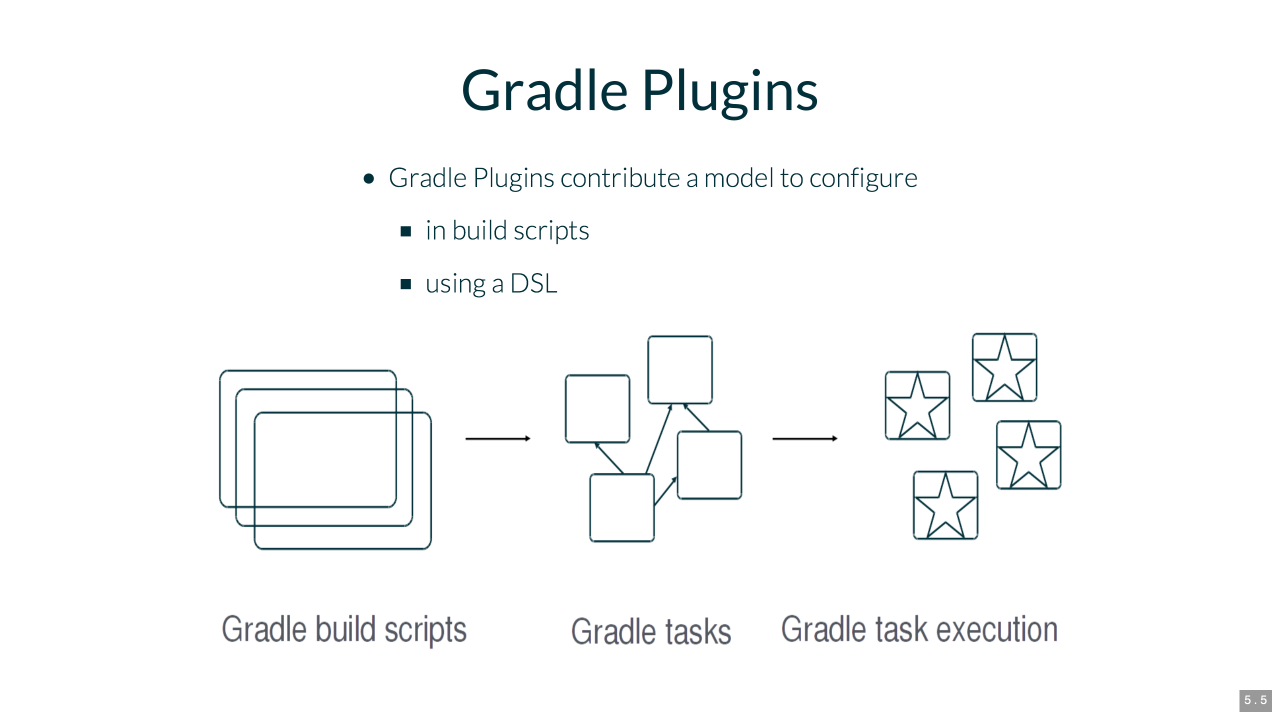 Gradle Plugins
Gradle Plugins contribute a model to configure
in build scripts
using a DSL
Gradle build scripts
Gradle tasks
Gradle task execution
5.5